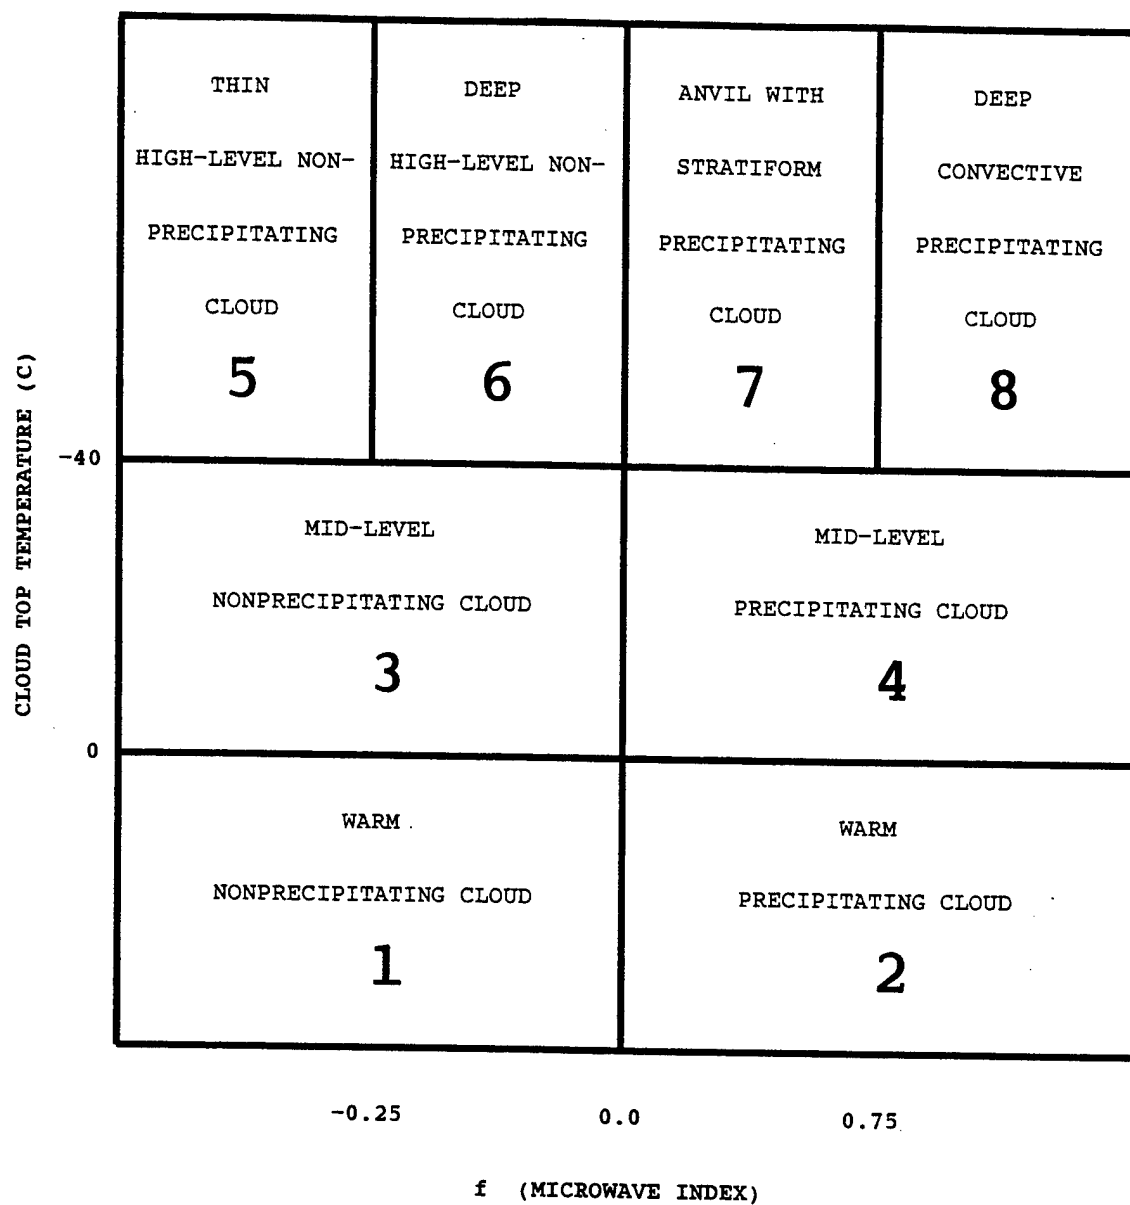 THIN
HIGH-LEVEL NON-
PRECIPITATING
CLOUD
5
DEEP
HIGH-LEVEL NON-
PRECIPITATING
CLOUD
6
ANVIL WITH
STRATIFORM
PRECIPITATING
CLOUD
7
DEEP
CONVECTIVE
PRECIPITATING
CLOUD
8
CLOUD TOP TEMPERATURE (C)
-40
MID-LEVEL
NONPRECIPITATING CLOUD
3
MID-LEVEL
PRECIPITATING CLOUD
4
0
WARM
NONPRECIPITATING CLOUD
1
WARM
PRECIPITATING CLOUD
2
-0.25
0.0
0.75
f (MICROWAVE INDEX)